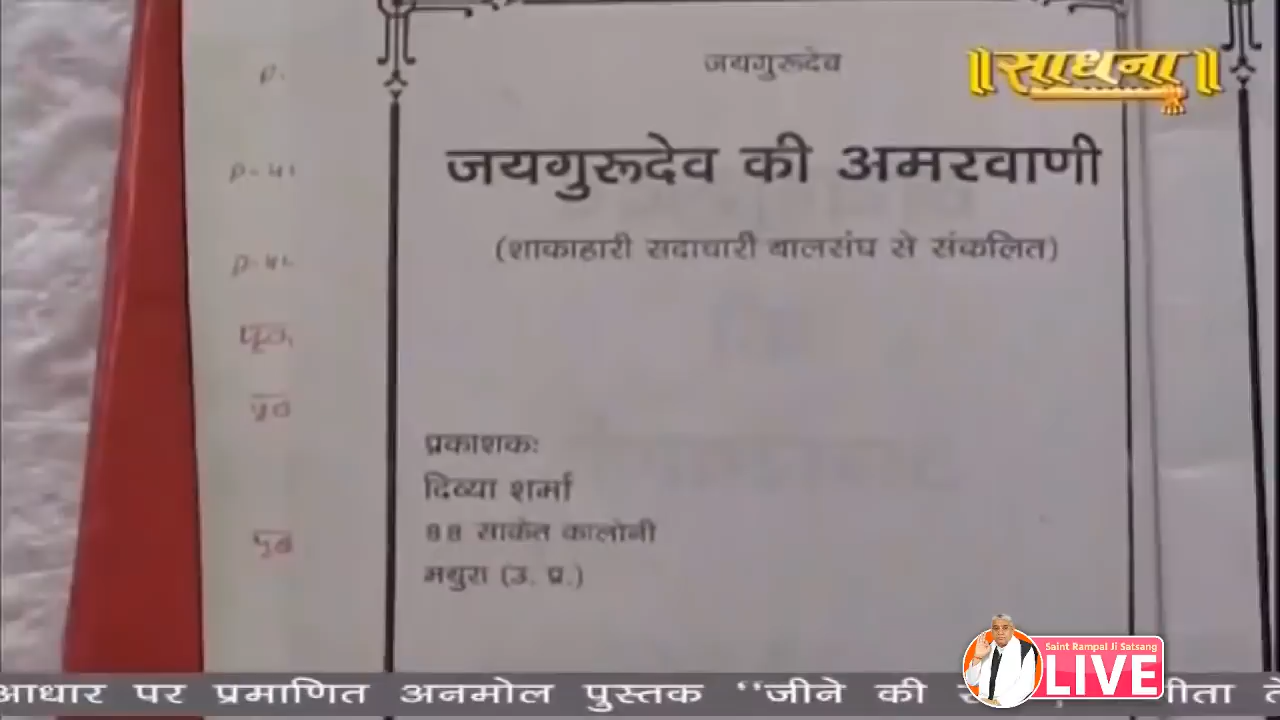 जयगुरूदेव
॥साधना॥
जयगुरूदेव की अमरवाणी
(शाकाहारी सदाचारी बालसंघ से संकलित)
प्रकाशकः
दिव्या शर्मा
88 साकेत कालोनी
मथुरा (उ. प्र.)
Saint Rampal Ji Satsang
LIVE
आधार पर प्रमाणित अनमोल पुस्तक "जीने की